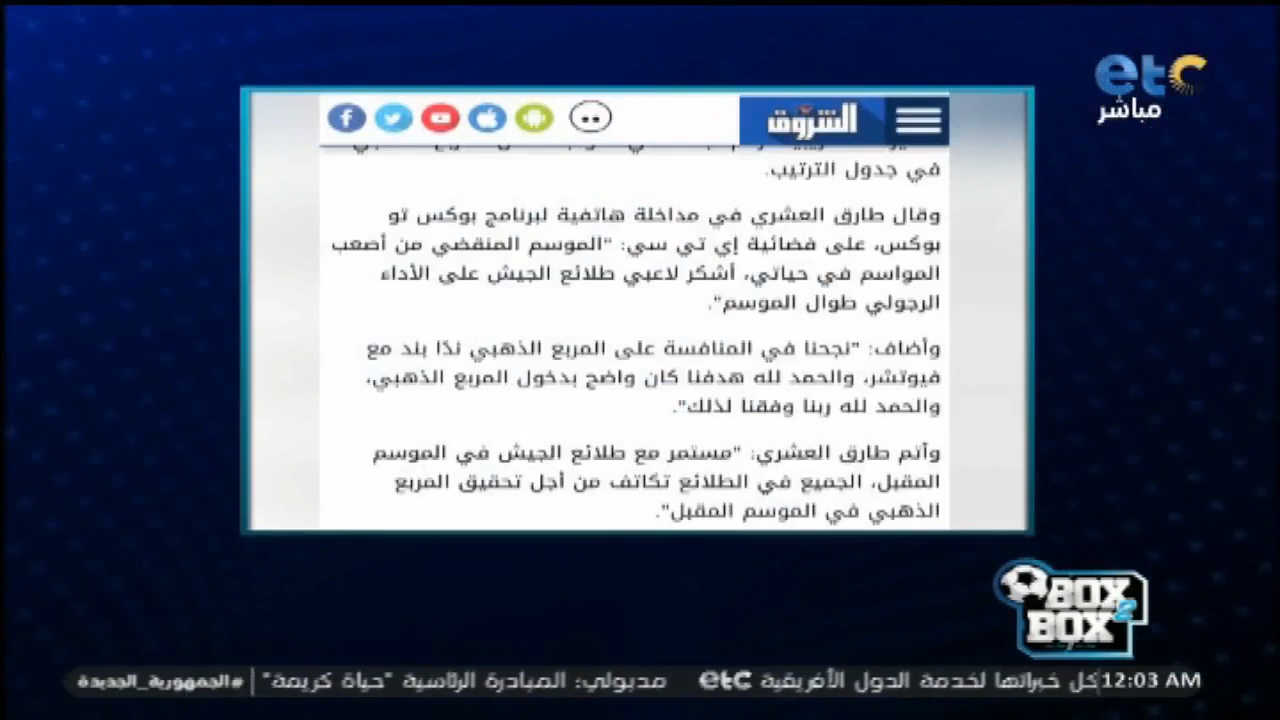 etc
مباشر
الشروق
في جدول الترتيب.
وقال طارق العشري في مداخلة هاتفية لبرنامج بوكس تو
بوكس، على فضائية إي تي سي: "الموسم المنقضي من أصعب
المواسم في حياتي، أشكر لاعبي طلائع الجيش على الأداء
الرجولي طوال الموسم".
وأضاف: "نجحنا في المنافسة على المربع الذهبي ندًا بند مع
فيوتشر، والحمد لله هدفنا كان واضح بدخول المربع الذهبي،
والحمد لله ربنا وفقنا لذلك".
وأتم طارق العشري: "مستمر مع طلائع الجيش في الموسم
المقبل، الجميع في الطلائع تكاتف من أجل تحقيق المربع
الذهبي في الموسم المقبل".
BOX 2
BOX
12:03 AM كل خبراتها لخدمة الدول الأفريقية etc مدبولي: المبادرة الرئاسية "حياة كريمة" #الجمهورية_الجديدة